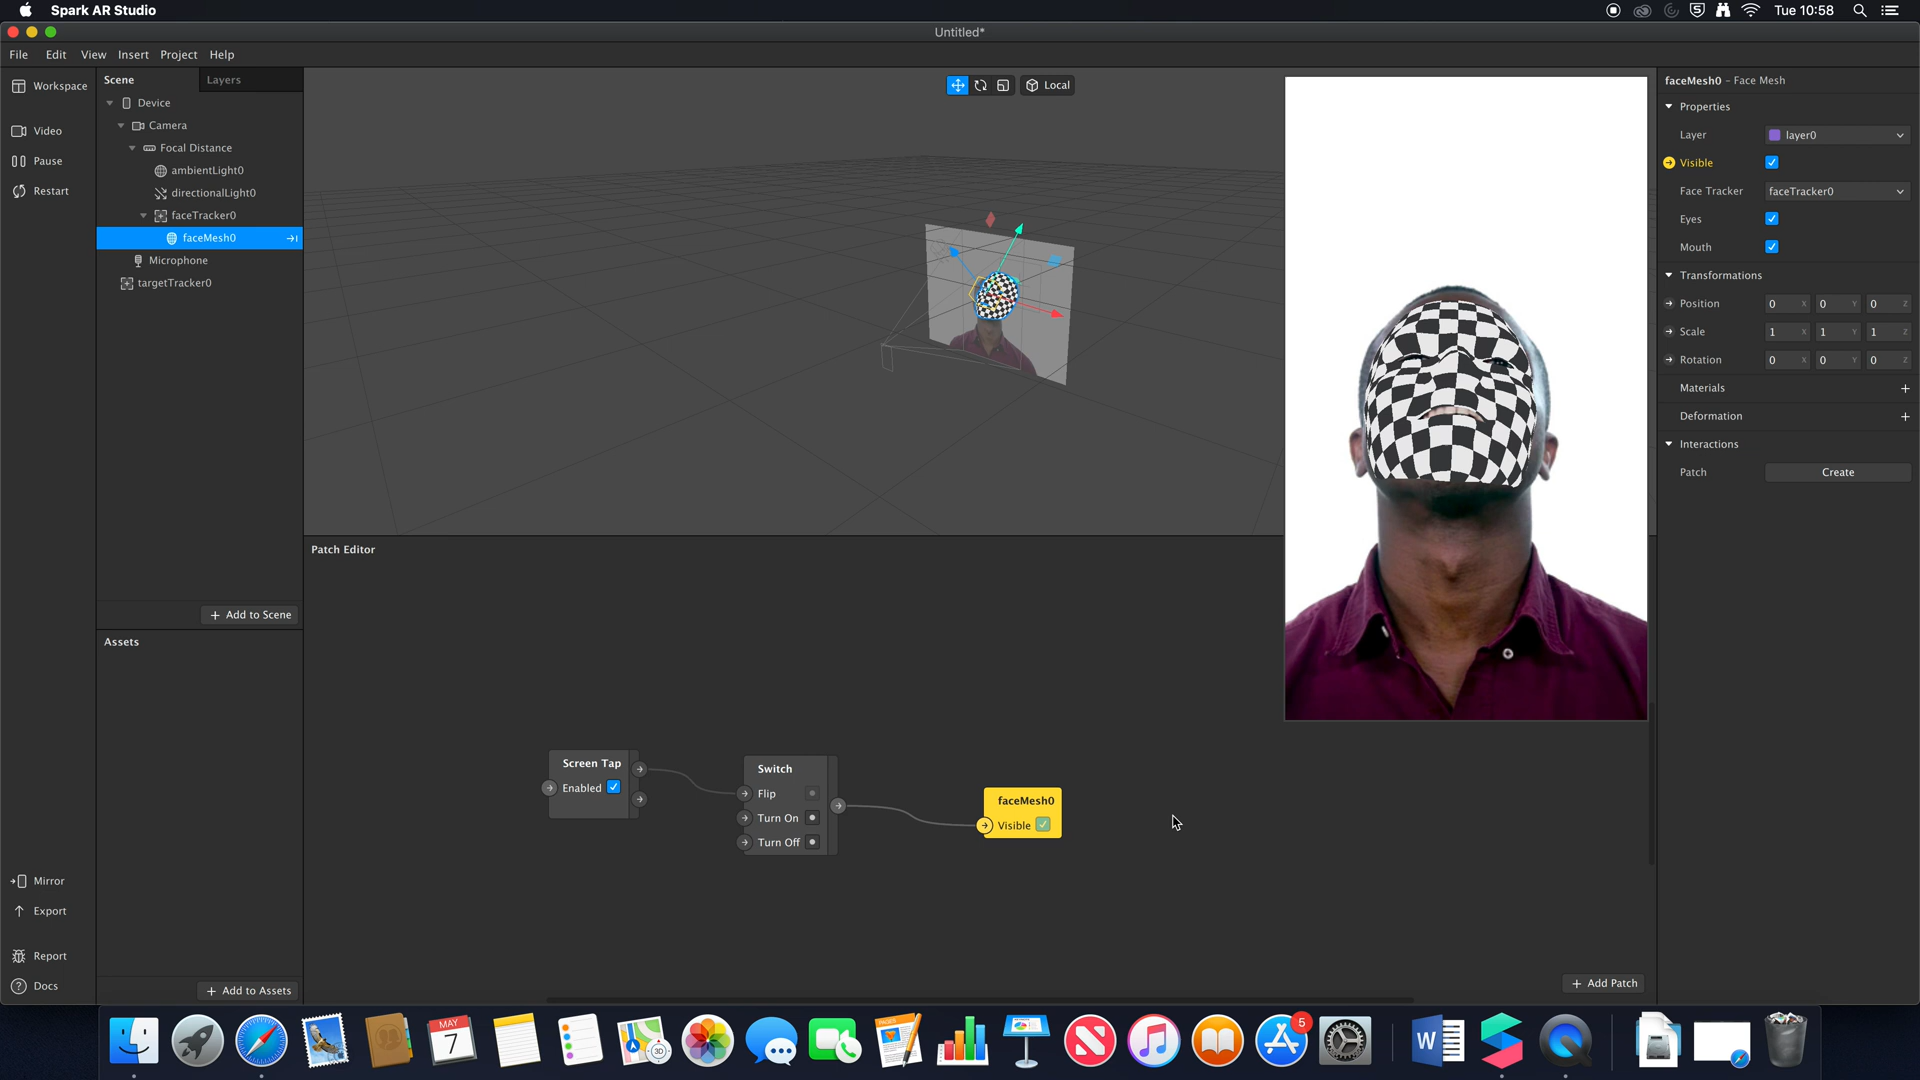 Spark AR Studio
Tue 10:58
Untitled*
File Edit View Insert Project Help
Workspace
Video
Pause
Restart
Mirror
Export
Report
Docs
Scene Layers
Device
Camera
Focal Distance
ambientLight0
directionalLight0
faceTracker0
faceMesh0
Microphone
targetTracker0
+ Add to Scene
Assets
+ Add to Assets
Local
Patch Editor
Screen Tap
Enabled
Switch
Flip
Turn On
Turn Off
faceMesh0
Visible
+ Add Patch
faceMesh0 - Face Mesh
Properties
Layer layer0
Visible
Face Tracker faceTracker0
Eyes
Mouth
Transformations
Position 0 X 0 Y 0 Z
Scale 1 X 1 Y 1 Z
Rotation 0 X 0 Y 0 Z
Materials +
Deformation +
Interactions
Patch Create
MAY
7
3D
5
W